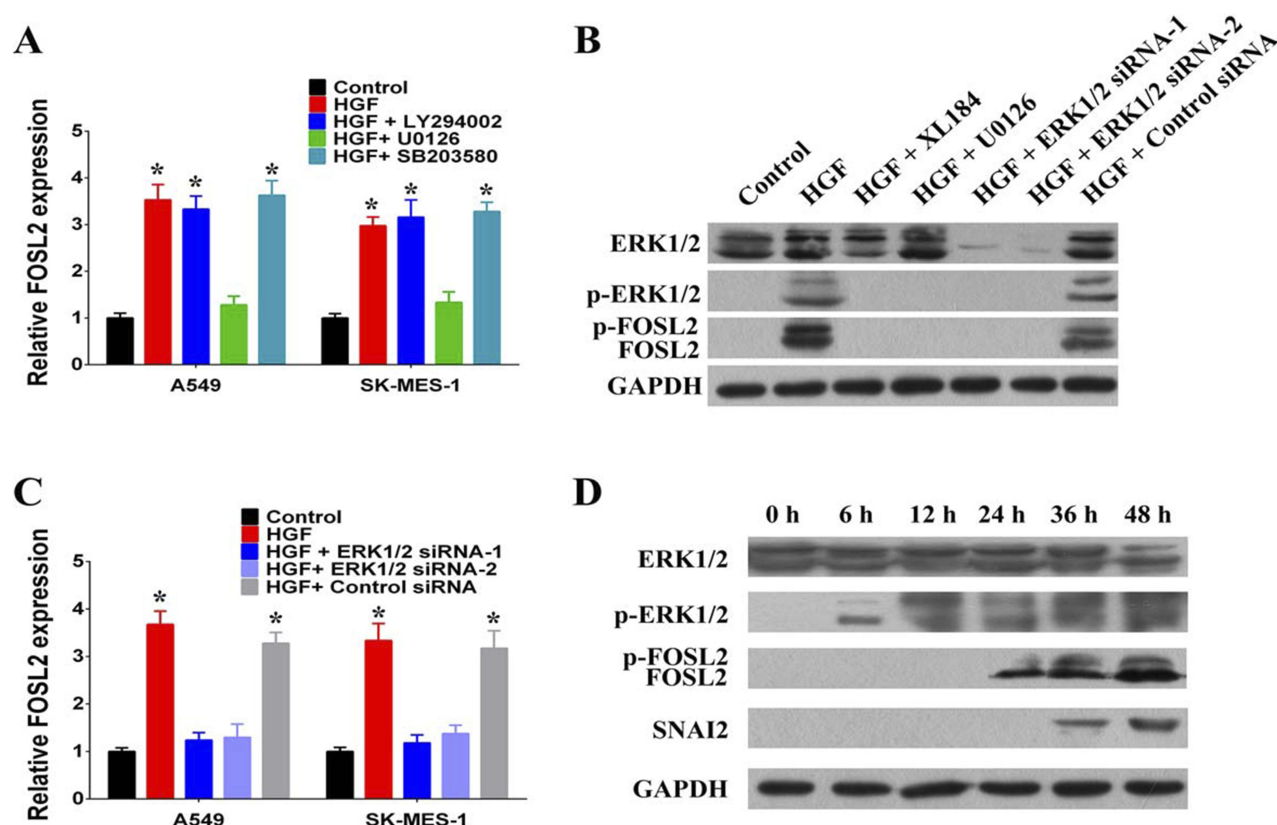 A
Control
HGF
HGF + LY294002
HGF+ U0126
HGF+ SB203580
Relative FOSL2 expression
5
4
3
2
1
0
* * * * * *
A549 SK-MES-1
B
Control
HGF
HGF + XL184
HGF + U0126
HGF + ERK1/2 siRNA-1
HGF + ERK1/2 siRNA-2
HGF + Control siRNA
ERK1/2
p-ERK1/2
p-FOSL2
FOSL2
GAPDH
C
Control
HGF
HGF + ERK1/2 siRNA-1
HGF+ ERK1/2 siRNA-2
HGF+ Control siRNA
Relative FOSL2 expression
5
4
3
2
1
0
* * * *
A549 SK-MES-1
D
0 h 6 h 12 h 24 h 36 h 48 h
ERK1/2
p-ERK1/2
p-FOSL2
FOSL2
SNAI2
GAPDH